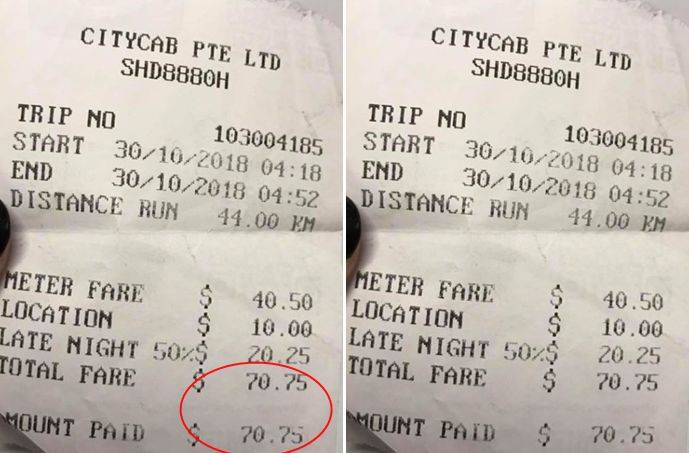 CITYCAB PTE LTD
SHD8880H
TRIP NO 103004185
START 30/10/2018 04:18
END 30/10/2018 04:52
DISTANCE RUN 44.00 KM
METER FARE $ 40.50
LOCATION $ 10.00
LATE NIGHT 50%$ 20.25
TOTAL FARE $ 70.75
MOUNT PAID $ 70.75
CITYCAB PTE LTD
SHD8880H
TRIP NO 103004185
START 30/10/2018 04:18
END 30/10/2018 04:52
DISTANCE RUN 44.00 KM
METER FARE $ 40.50
LOCATION $ 10.00
LATE NIGHT 50%$ 20.25
TOTAL FARE $ 70.75
MOUNT PAID $ 70.75